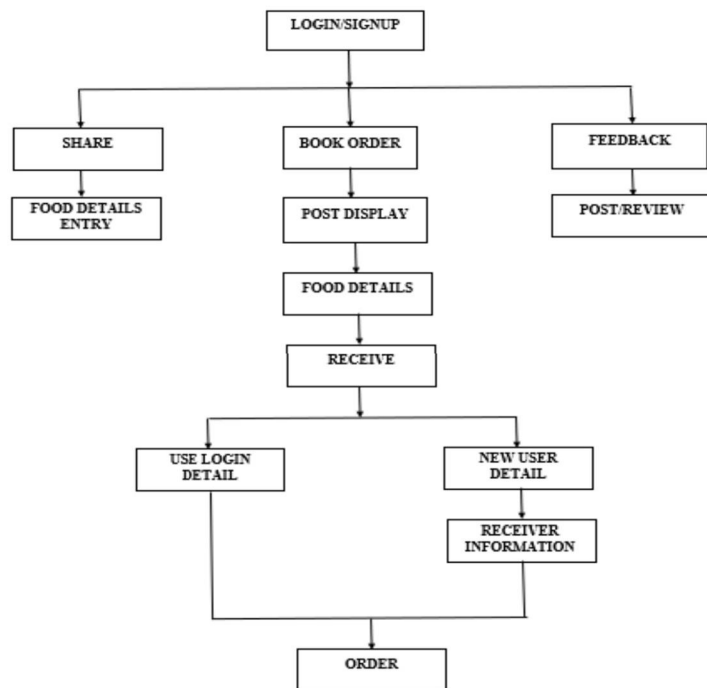 LOGIN/SIGNUP
SHARE
BOOK ORDER
FEEDBACK
FOOD DETAILS
ENTRY
POST DISPLAY
POST/REVIEW
FOOD DETAILS
RECEIVE
USE LOGIN
DETAIL
NEW USER
DETAIL
RECEIVER
INFORMATION
ORDER